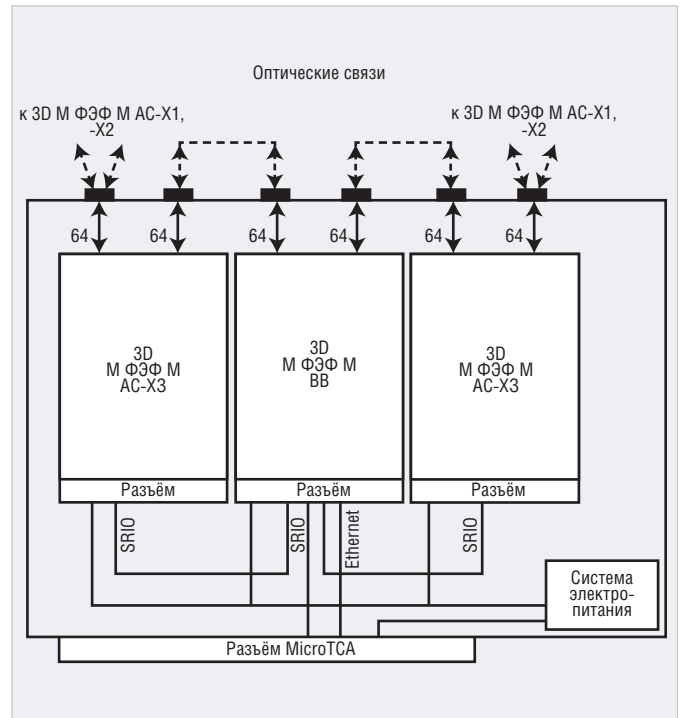 Оптические связи
к 3D М ФЭФ М АС-Х1,
-Х2
к 3D М ФЭФ М АС-Х1,
-Х2
64
64
64
64
64
64
3D
М ФЭФ М
АС-Х3
3D
М ФЭФ М
ВВ
3D
М ФЭФ М
АС-Х3
Разъём
Разъём
Разъём
SRIO
SRIO
Ethernet
SRIO
Система
электро-
питания
Разъём MicroTCA